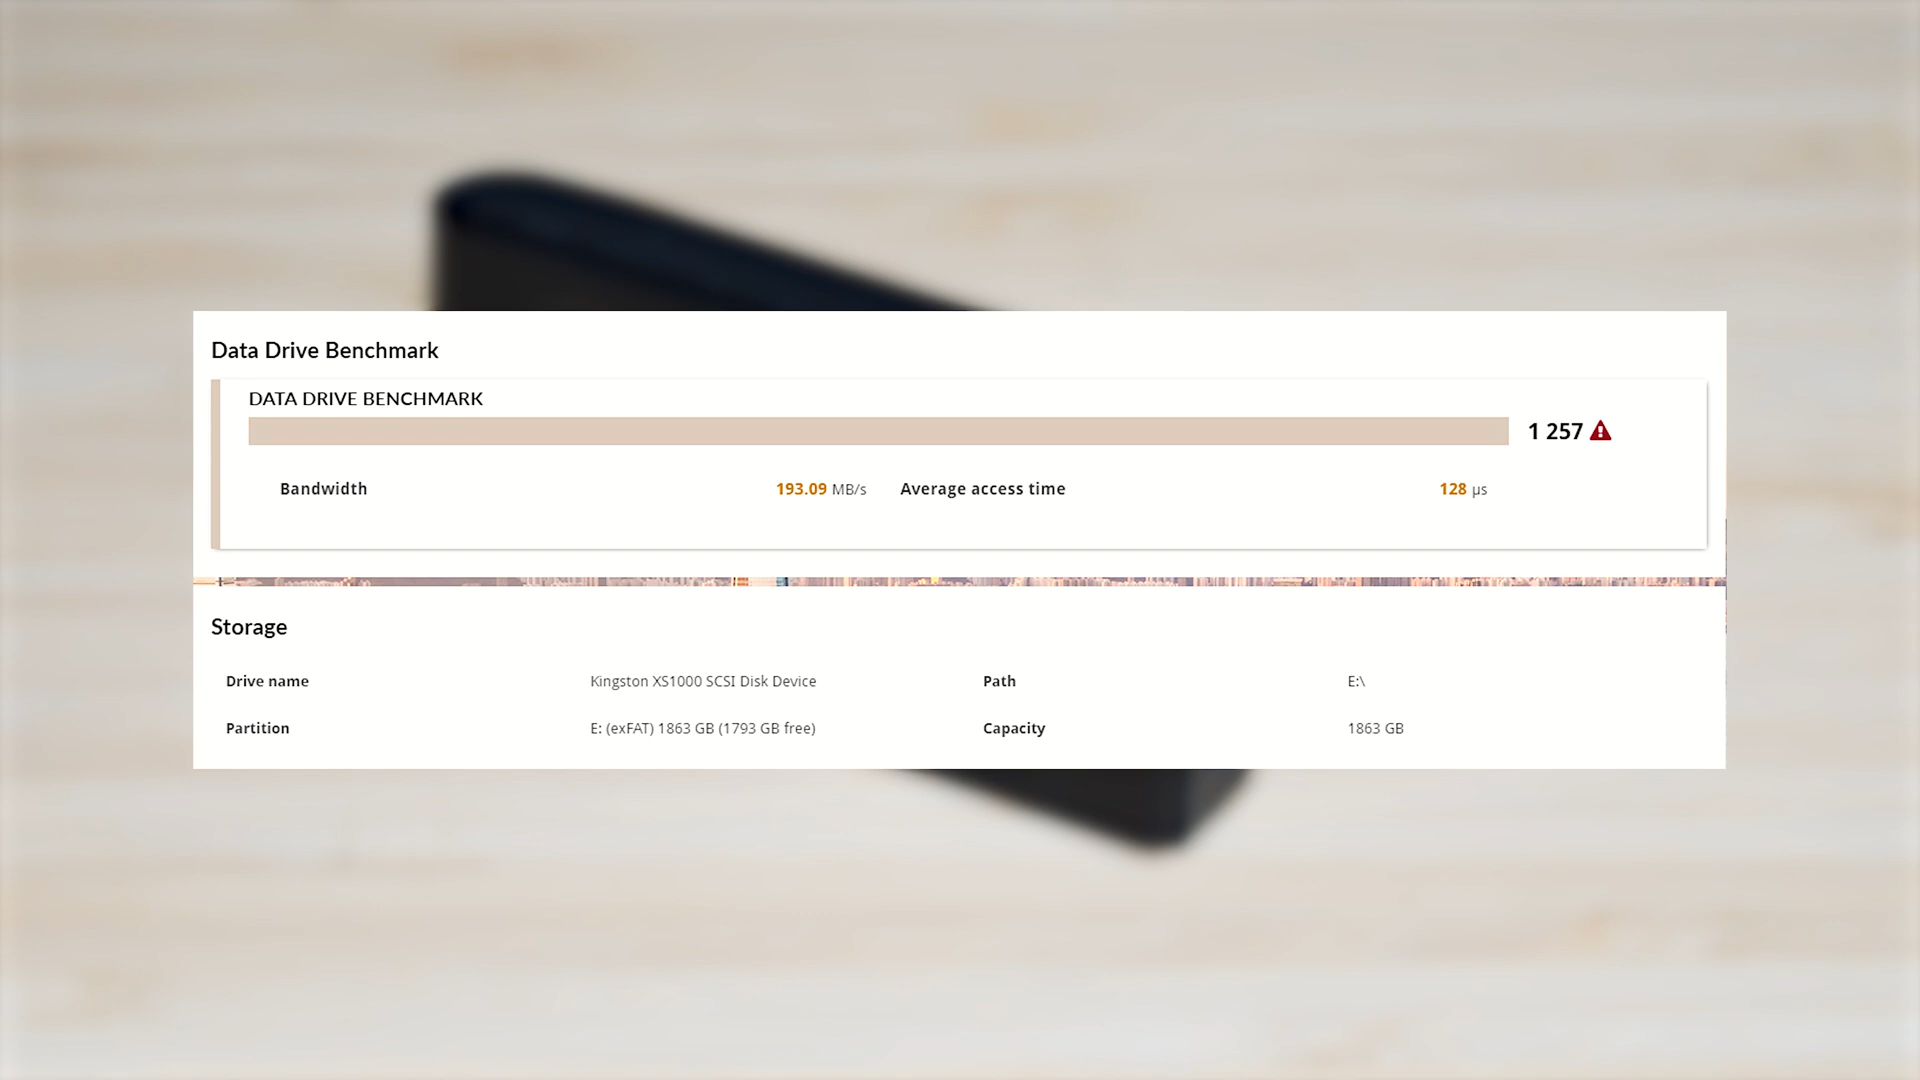 Data Drive Benchmark
DATA DRIVE BENCHMARK
1 257
Bandwidth 193.09 MB/s Average access time 128 µs
Storage
Drive name Kingston XS1000 SCSI Disk Device Path E:\
Partition E: (exFAT) 1863 GB (1793 GB free) Capacity 1863 GB